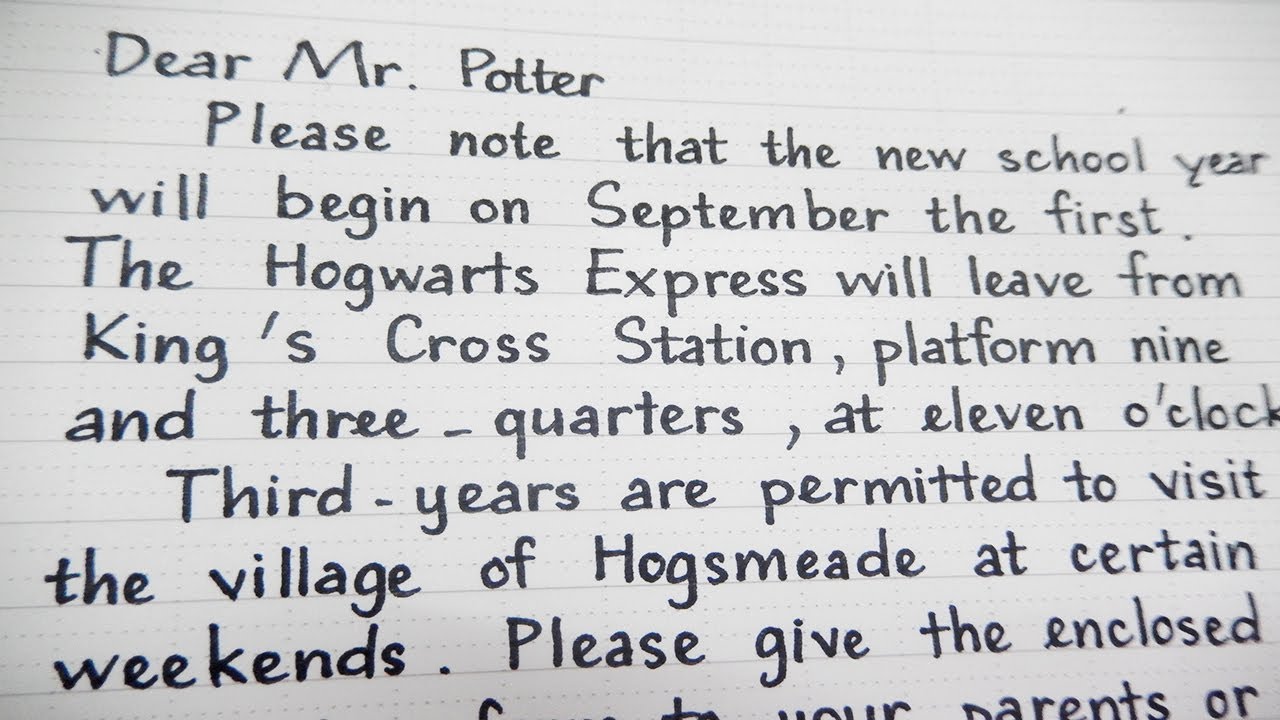 Dear Mr. Potter
Please note that the new school year
will begin on September the first.
The Hogwarts Express will leave from
King's Cross Station, platform nine
and three-quarters, at eleven o'clock
Third-years are permitted to visit
the village of Hogsmeade at certain
weekends. Please give the enclosed
form to your parents or